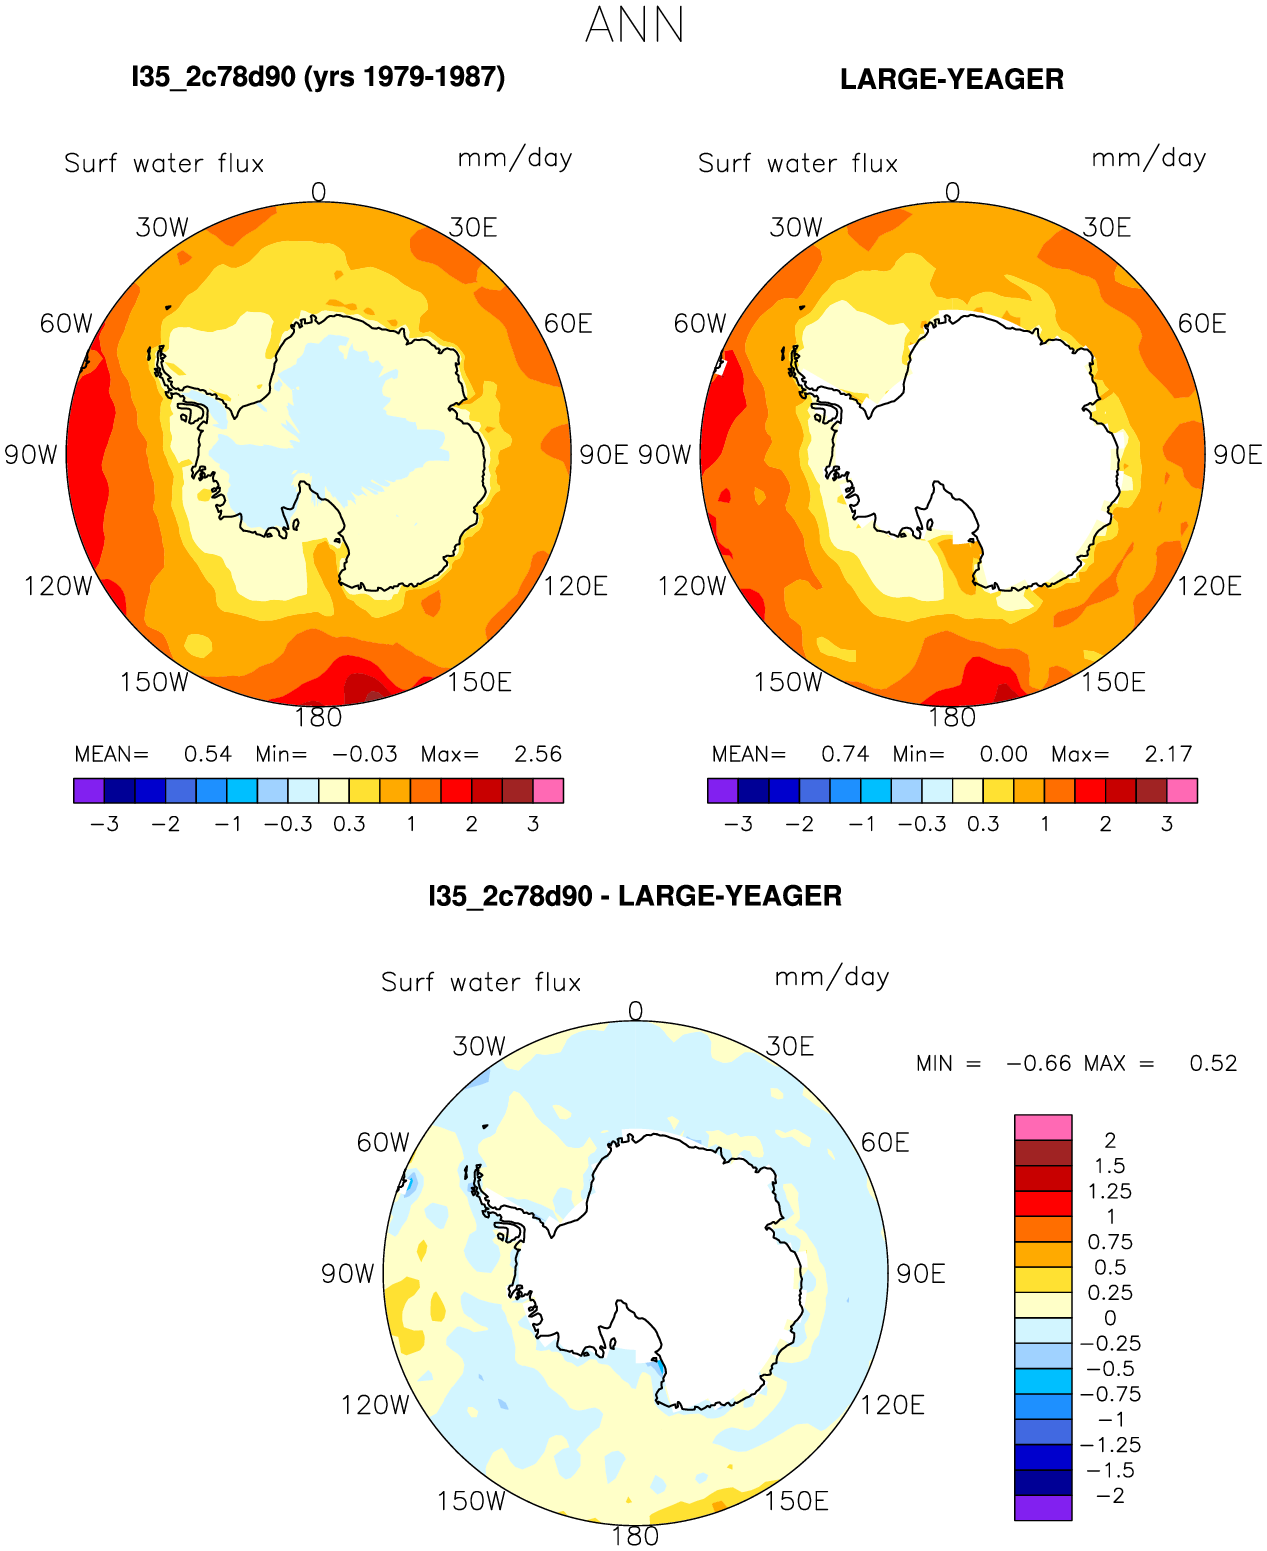 ANN
I35_2c78d90 (yrs 1979-1987)
LARGE-YEAGER
Surf water flux mm/day
Surf water flux mm/day
0
30W 30E
60W 60E
90W 90E
120W 120E
150W 150E
180
0
30W 30E
60W 60E
90W 90E
120W 120E
150W 150E
180
MEAN= 0.54 Min= -0.03 Max= 2.56
-3 -2 -1 -0.3 0.3 1 2 3
MEAN= 0.74 Min= 0.00 Max= 2.17
-3 -2 -1 -0.3 0.3 1 2 3
I35_2c78d90 - LARGE-YEAGER
Surf water flux mm/day
0
30W 30E
60W 60E
90W 90E
120W 120E
150W 150E
180
MIN = -0.66 MAX = 0.52
2
1.5
1.25
1
0.75
0.5
0.25
0
-0.25
-0.5
-0.75
-1
-1.25
-1.5
-2